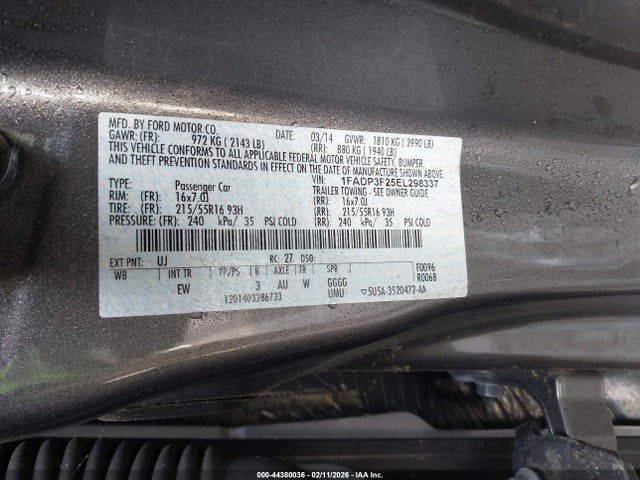 MFD. BY FORD MOTOR CO.
DATE: 03/14 GVWR: 1810 KG ( 3990 LB)
GAWR: (FR): 972 KG ( 2143 LB) (RR): 880 KG ( 1940 LB)
THIS VEHICLE CONFORMS TO ALL APPLICABLE FEDERAL MOTOR VEHICLE SAFETY, BUMPER,
AND THEFT PREVENTION STANDARDS IN EFFECT ON THE DATE OF MANUFACTURE SHOWN ABOVE.
VIN: 1FADP3F25EL298337
TYPE: Passenger Car TRAILER TOWING - SEE OWNER GUIDE
RIM: (FR): 16x7.0J (RR): 16x7.0J
TIRE: (FR): 215/55R16 93H (RR): 215/55R16 93H
PRESSURE: (FR): 240 kPa/ 35 PSI COLD (RR): 240 kPa/ 35 PSI COLD
EXT PNT: UJ RC: 27 DSO: F0096
WB INT TR TP/PS R AXLE TR SPR R0068
EW 3 AU W GGGG
1201403286733 UMU ▽5USA-3520472-AA
000-44380036 - 02/11/2026 - IAA, Inc.